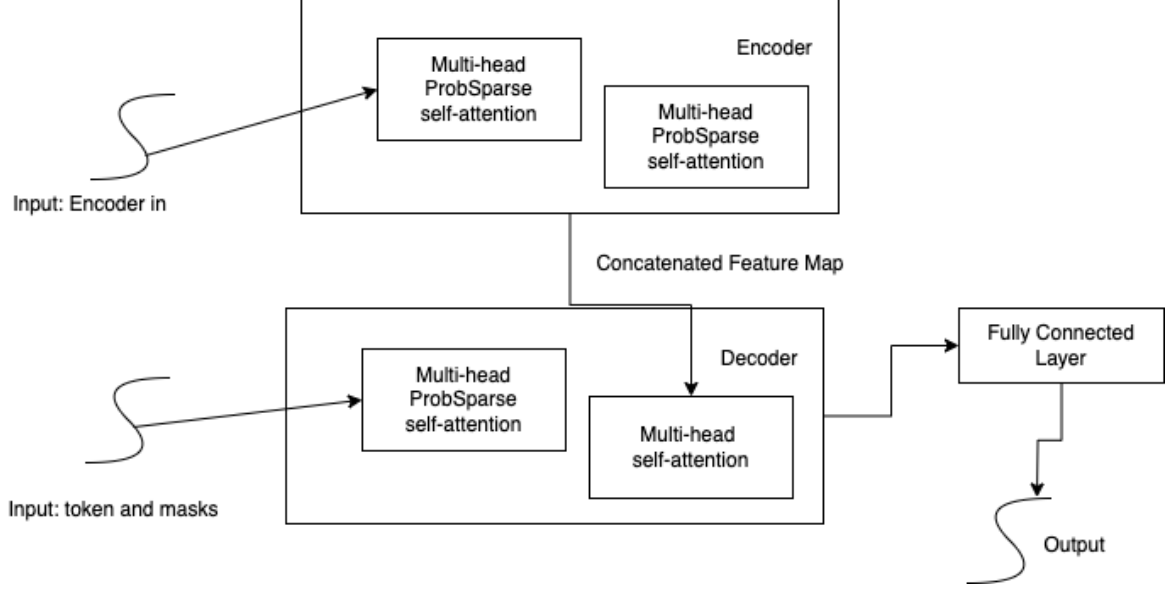 Encoder
Multi-head
ProbSparse
self-attention
Multi-head
ProbSparse
self-attention
Input: Encoder in
Concatenated Feature Map
Decoder
Multi-head
ProbSparse
self-attention
Multi-head
self-attention
Fully Connected
Layer
Input: token and masks
Output